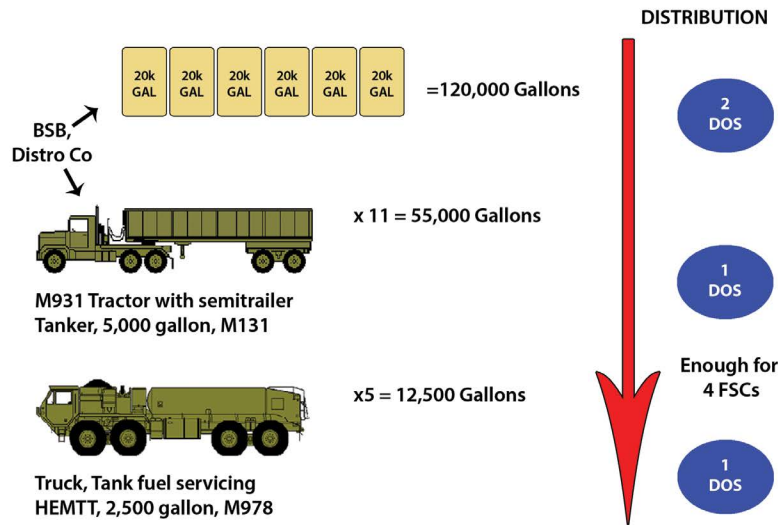 DISTRIBUTION
20k
GAL
20k
GAL
20k
GAL
20k
GAL
20k
GAL
20k
GAL
=120,000 Gallons
2
DOS
BSB,
Distro Co
x 11 = 55,000 Gallons
1
DOS
M931 Tractor with semitrailer
Tanker, 5,000 gallon, M131
Enough for
4 FSCs
x5 = 12,500 Gallons
1
DOS
Truck, Tank fuel servicing
HEMTT, 2,500 gallon, M978